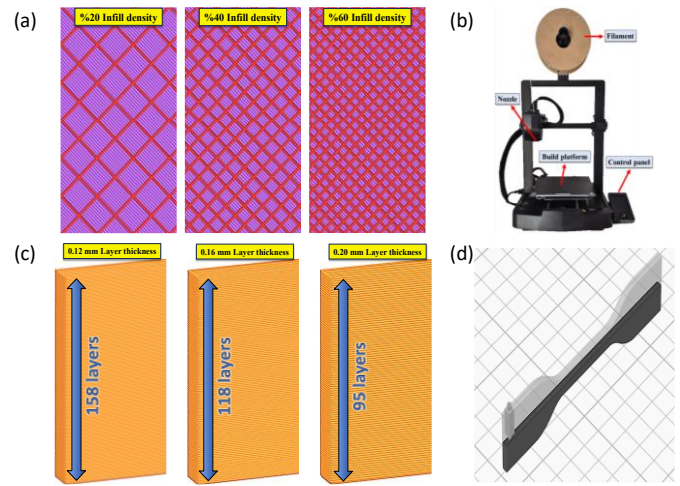 (a)
%20 Infill density
%40 Infill density
%60 Infill density
(b)
Filament
Nozzle
Build platform
Control panel
(c)
0.12 mm Layer thickness
0.16 mm Layer thickness
0.20 mm Layer thickness
158 layers
118 layers
95 layers
(d)